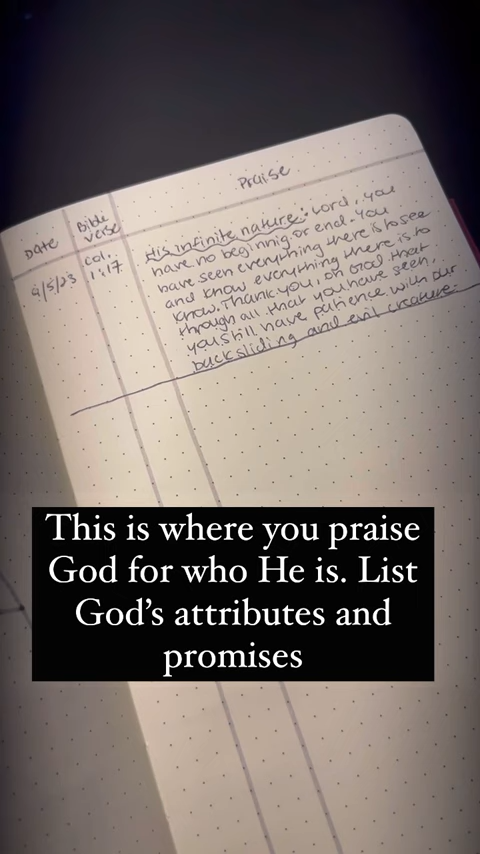 Praise
Date
Bible
verse
9/5/23
Col.
1:17
His infinite nature: Lord, you
have no beginnig or end. You
have seen everything there is to see
and know everything there is to
know. Thank you, oh God that
through all that you have seen,
you still have patience with our
backsliding and evil creature.
This is where you praise
God for who He is. List
God's attributes and
promises